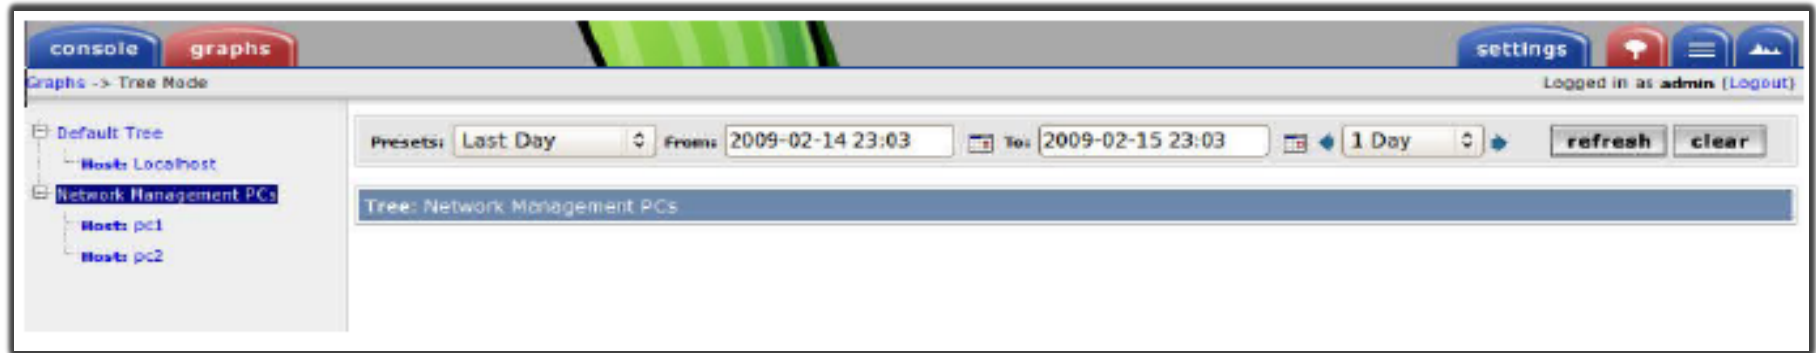 console graphs settings
Graphs -> Tree Mode Logged in as admin (Logout)
Default Tree
Host: Localhost
Network Management PCs
Host: pc1
Host: pc2
Presets: Last Day From: 2009-02-14 23:03 To: 2009-02-15 23:03 1 Day refresh clear
Tree: Network Management PCs